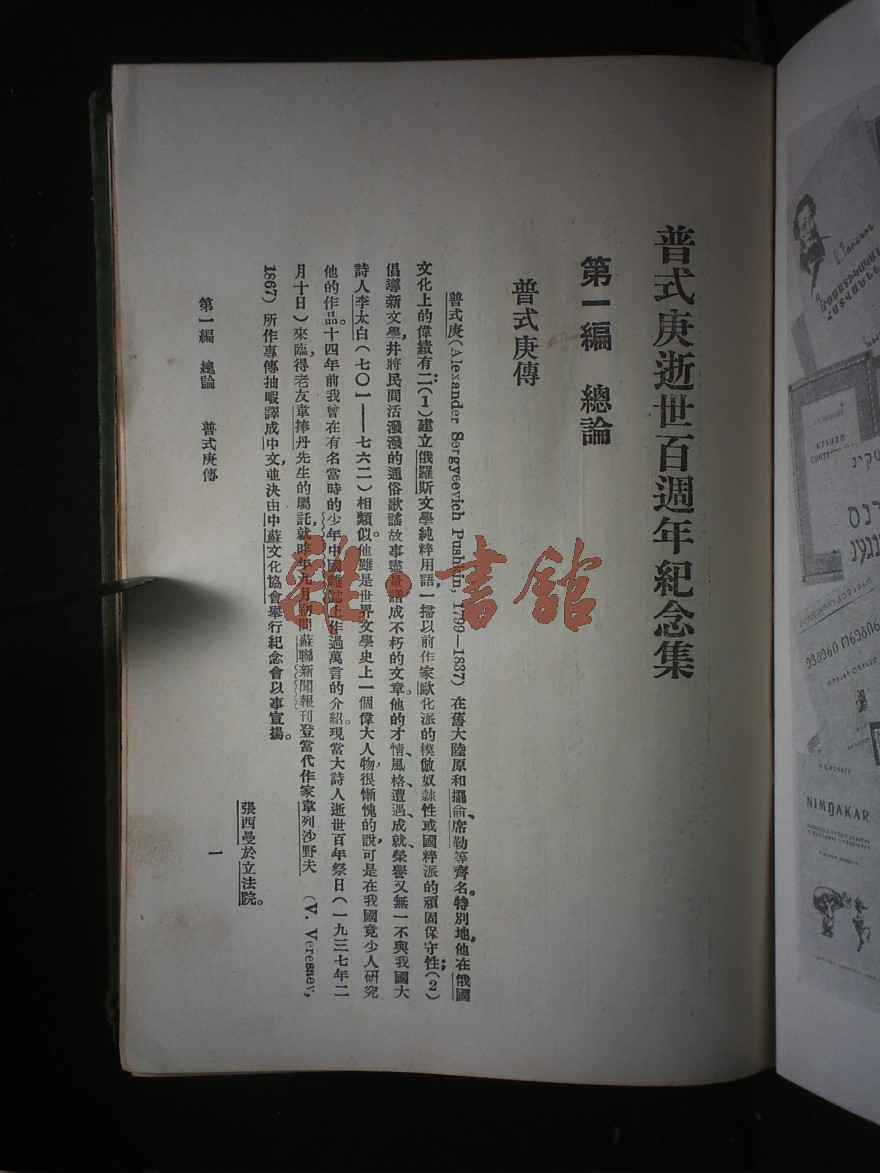 普式庚逝世百週年紀念集
第一編 總論
普式庚傳
普式庚(Alexander Sergyeevich Pushkin, 1799—1837)在舊大陸原和擺侖、席勒等齊名。特別地,他在俄國
文化上的偉績有二:(1)建立俄羅斯文學純粹用語,一掃以前作家歐化派的模倣奴隸性或國粹派的頑固保守性;(2)
倡導新文學,并將民間活潑潑的通俗歌謠故事盡量譜成不朽的文章。他的才情、風格、遭遇、成就、榮譽又無一不與我國大
詩人李太白(七〇一——七六二)相類似。他雖是世界文學史上一個偉大人物,很慚愧的說,可是在我國竟少人研究
他的作品。十四年前我曾在有名當時的少年中國雜誌上作過萬言的介紹。現當大詩人逝世百年祭日(一九三七年二
月十日)來臨,得老友韋捧丹先生的屬託,就昨年九月初間蘇聯新聞報刊登當代作家韋列沙野夫 (V. Veresaev,
1867)所作專傳抽暇譯成中文,並決由中蘇文化協會舉行紀念會以事宣揚。
張西曼於立法院。
第一編 總論 普式庚傳
一
雜·書館
СТАНЦИ
NIMDAKAR